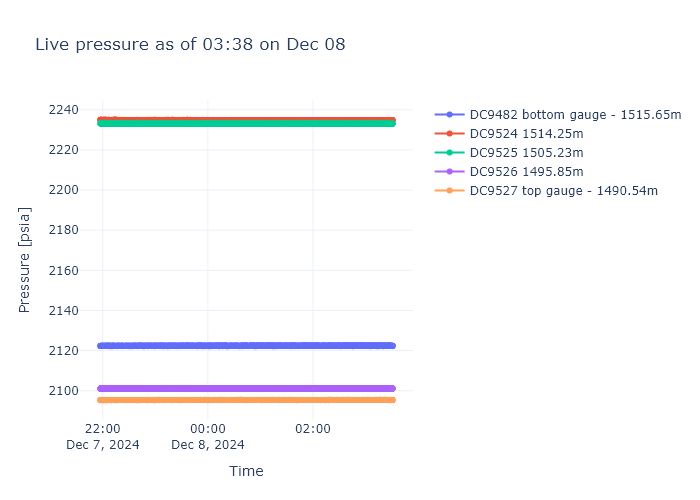 Live pressure as of 03:38 on Dec 08
2240
2220
2200
2180
2160
2140
2120
2100
Pressure [psia]
22:00
Dec 7, 2024
00:00
Dec 8, 2024
02:00
Time
DC9482 bottom gauge - 1515.65m
DC9524 1514.25m
DC9525 1505.23m
DC9526 1495.85m
DC9527 top gauge - 1490.54m